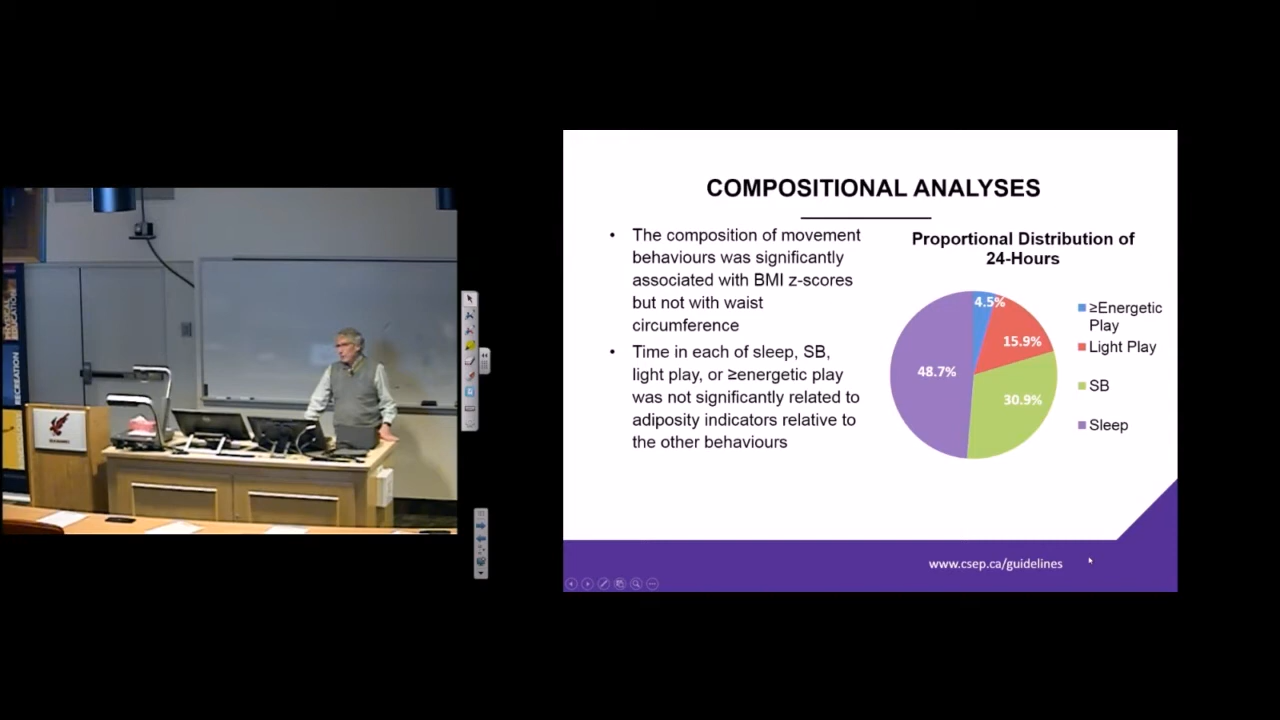 PHYSICAL
EDUCATION
RECREATION
COMPOSITIONAL ANALYSES
• The composition of movement
behaviours was significantly
associated with BMI z-scores
but not with waist
circumference
• Time in each of sleep, SB,
light play, or ≥energetic play
was not significantly related to
adiposity indicators relative to
the other behaviours
Proportional Distribution of
24-Hours
4.5%
15.9%
48.7%
30.9%
≥Energetic
Play
Light Play
SB
Sleep
www.csep.ca/guidelines